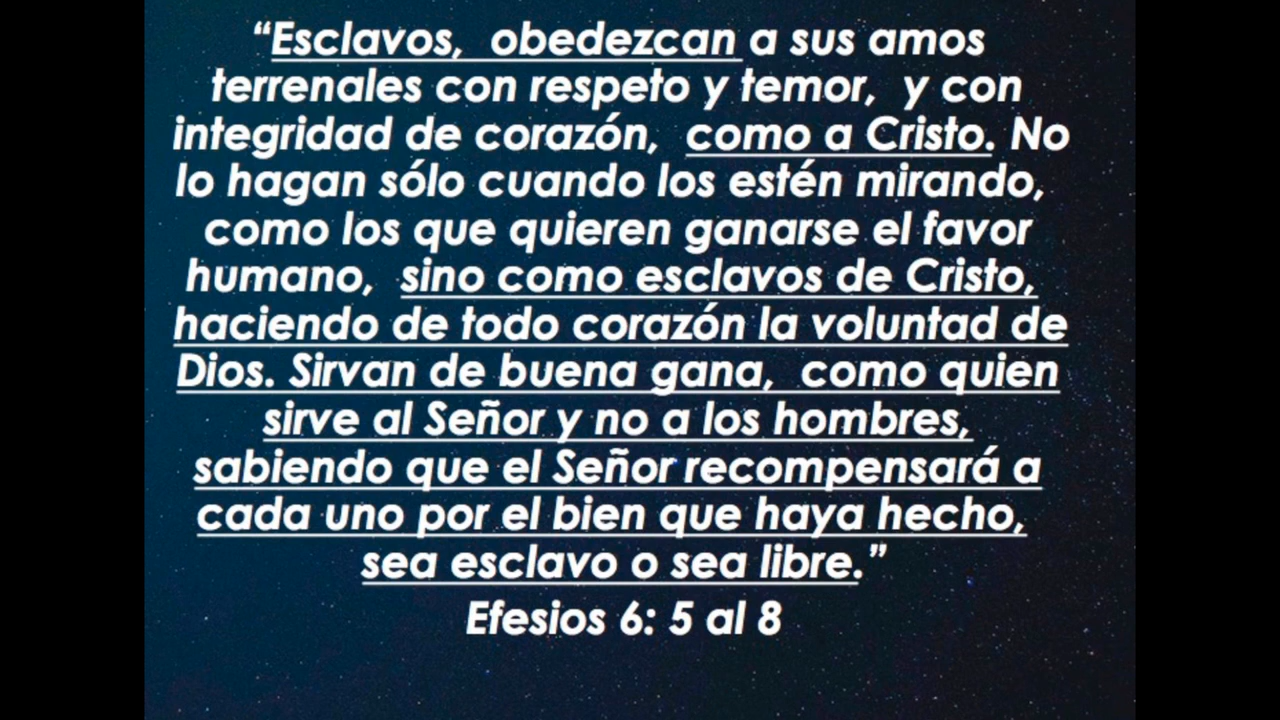 “Esclavos, obedezcan a sus amos
terrenales con respeto y temor, y con
integridad de corazón, como a Cristo. No
lo hagan sólo cuando los estén mirando,
como los que quieren ganarse el favor
humano, sino como esclavos de Cristo,
haciendo de todo corazón la voluntad de
Dios. Sirvan de buena gana, como quien
sirve al Señor y no a los hombres,
sabiendo que el Señor recompensará a
cada uno por el bien que haya hecho,
sea esclavo o sea libre.”
Efesios 6: 5 al 8